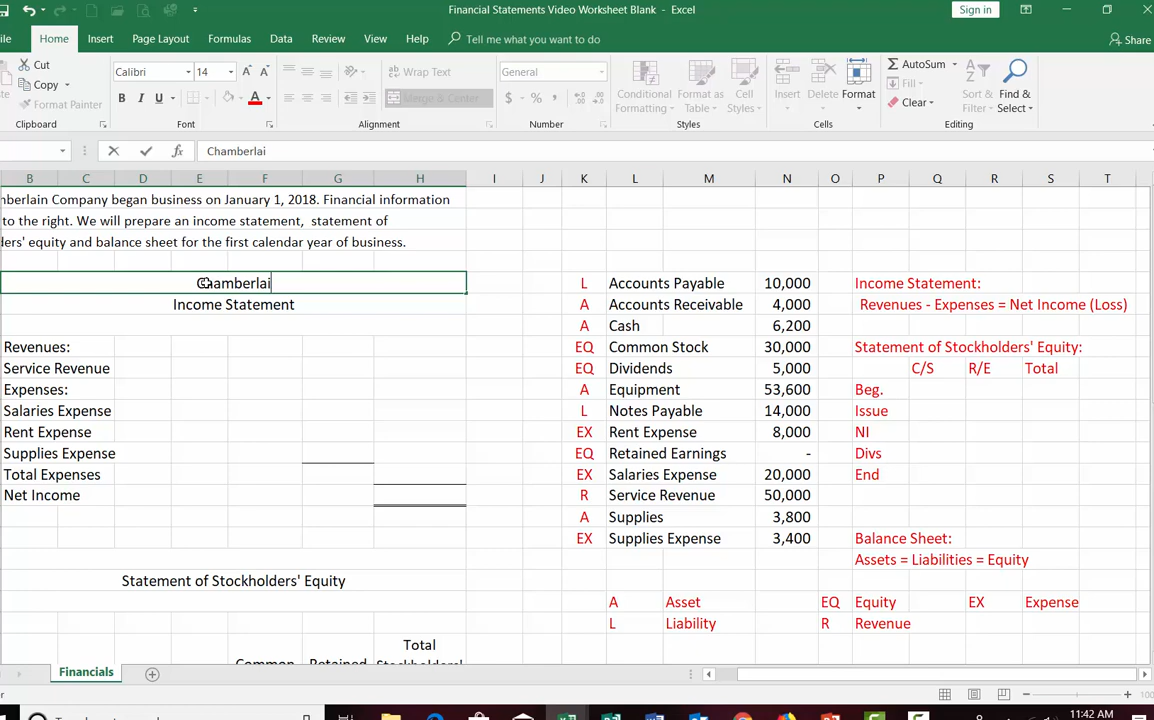 Financial Statements Video Worksheet Blank - Excel
Sign in
ile Home Insert Page Layout Formulas Data Review View Help Tell me what you want to do Share
Cut
Copy
Format Painter
Clipboard
Calibri 14
B I U
Font
Wrap Text
Merge & Center
Alignment
General
$ % ,
Number
Conditional Formatting
Format as Table
Cell Styles
Styles
Insert Delete Format
Cells
AutoSum
Fill
Clear
Sort & Filter
Find & Select
Editing
fx Chamberlai
B C D E F G H I J K L M N O P Q R S T
nberlain Company began business on January 1, 2018. Financial information
to the right. We will prepare an income statement, statement of
ders' equity and balance sheet for the first calendar year of business.
Chamberlai
Income Statement
Revenues:
Service Revenue
Expenses:
Salaries Expense
Rent Expense
Supplies Expense
Total Expenses
Net Income
Statement of Stockholders' Equity
Total
Common Retained Stockholders'
L Accounts Payable 10,000
A Accounts Receivable 4,000
A Cash 6,200
EQ Common Stock 30,000
EQ Dividends 5,000
A Equipment 53,600
L Notes Payable 14,000
EX Rent Expense 8,000
EQ Retained Earnings -
EX Salaries Expense 20,000
R Service Revenue 50,000
A Supplies 3,800
EX Supplies Expense 3,400
Income Statement:
Revenues - Expenses = Net Income (Loss)
Statement of Stockholders' Equity:
C/S R/E Total
Beg.
Issue
NI
Divs
End
Balance Sheet:
Assets = Liabilities = Equity
A Asset EQ Equity EX Expense
L Liability R Revenue
Financials
100
11:42 AM